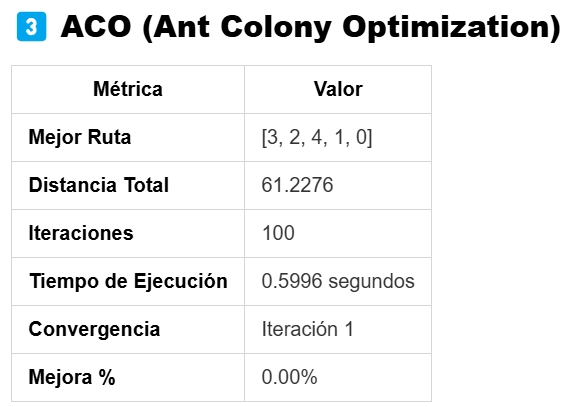 3 ACO (Ant Colony Optimization)
Métrica Valor
Mejor Ruta [3, 2, 4, 1, 0]
Distancia Total 61.2276
Iteraciones 100
Tiempo de Ejecución 0.5996 segundos
Convergencia Iteración 1
Mejora % 0.00%